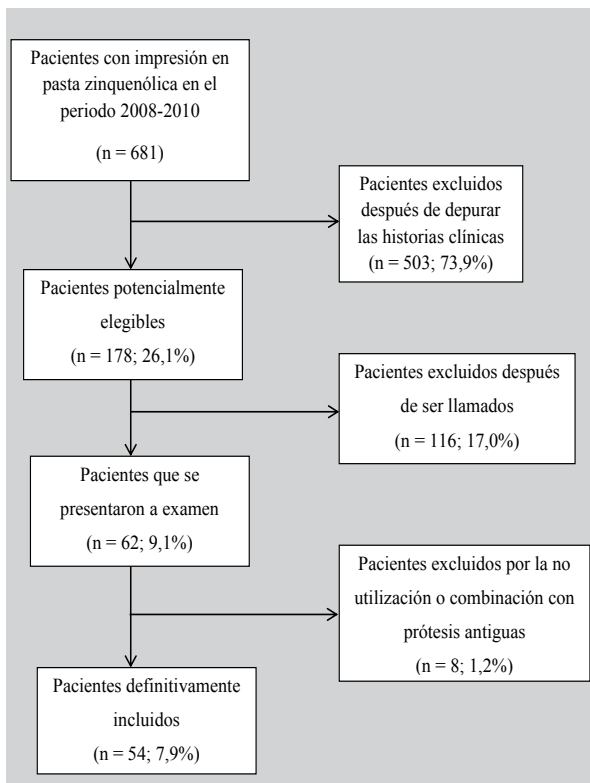 Pacientes con impresión en
pasta zinquenólica en el
periodo 2008-2010
(n = 681)
Pacientes excluidos
después de depurar
las historias clínicas
(n = 503; 73,9%)
Pacientes potencialmente
elegibles
(n = 178; 26,1%)
Pacientes excluidos después
de ser llamados
(n = 116; 17,0%)
Pacientes que se
presentaron a examen
(n = 62; 9,1%)
Pacientes excluidos por la no
utilización o combinación con
prótesis antiguas
(n = 8; 1,2%)
Pacientes definitivamente
incluidos
(n = 54; 7,9%)